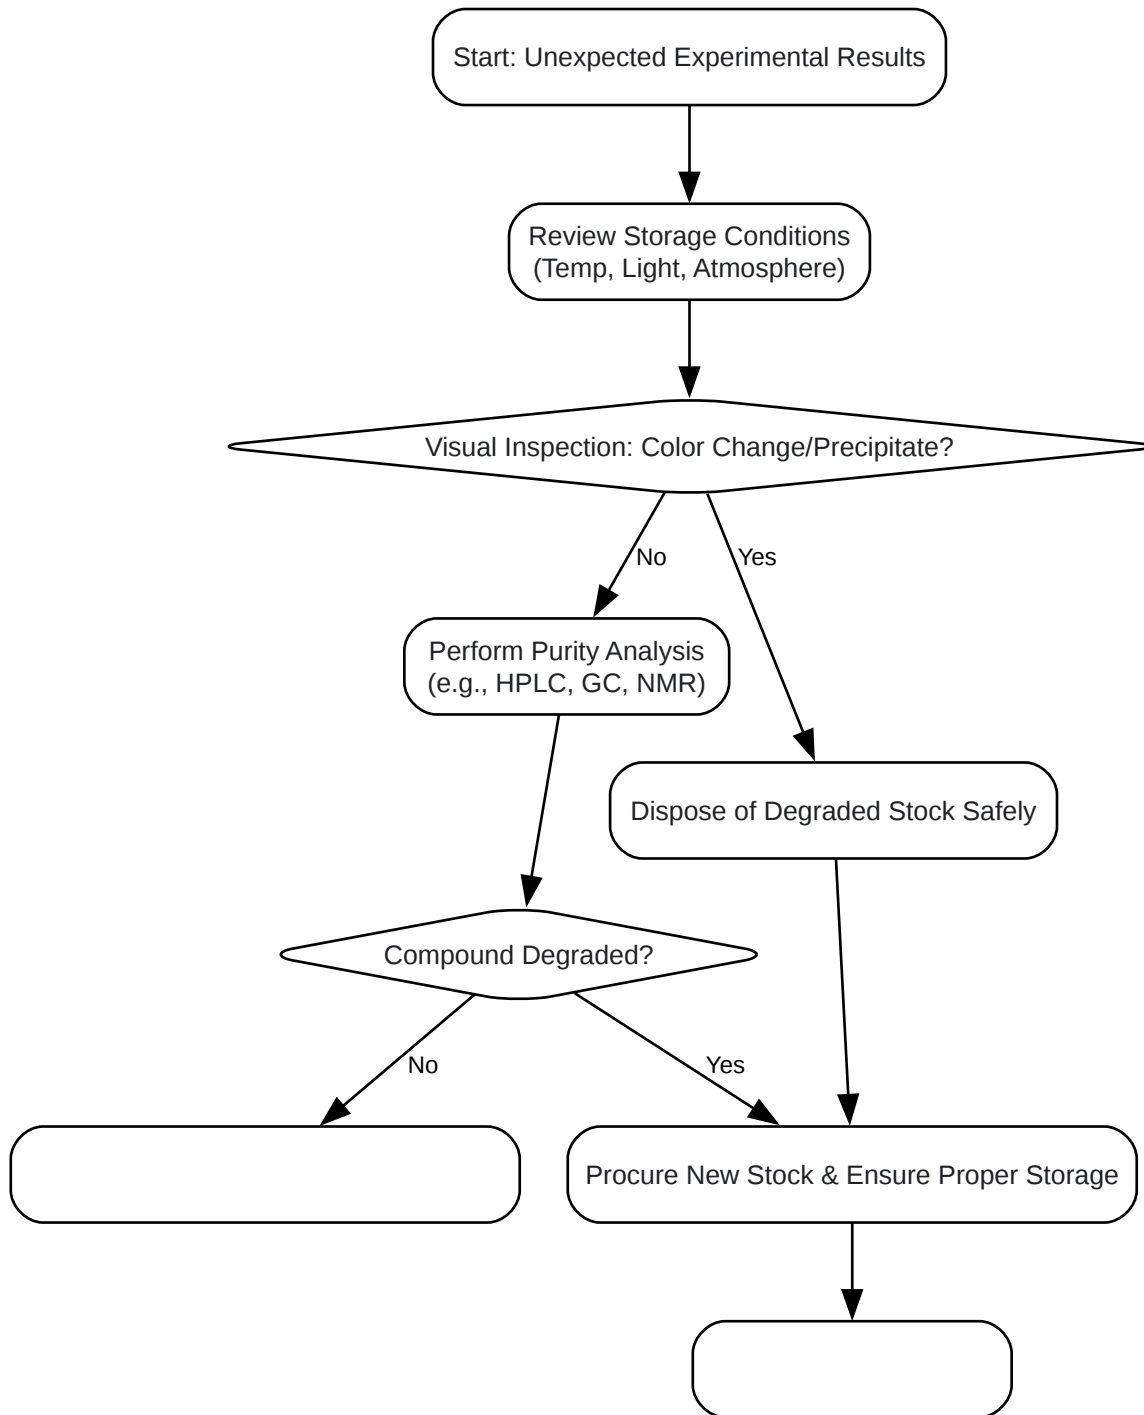 Start: Unexpected Experimental Results
Review Storage Conditions
(Temp, Light, Atmosphere)
Visual Inspection: Color Change/Precipitate?
No
Yes
Perform Purity Analysis
(e.g., HPLC, GC, NMR)
Dispose of Degraded Stock Safely
Compound Degraded?
No
Yes
Procure New Stock & Ensure Proper Storage